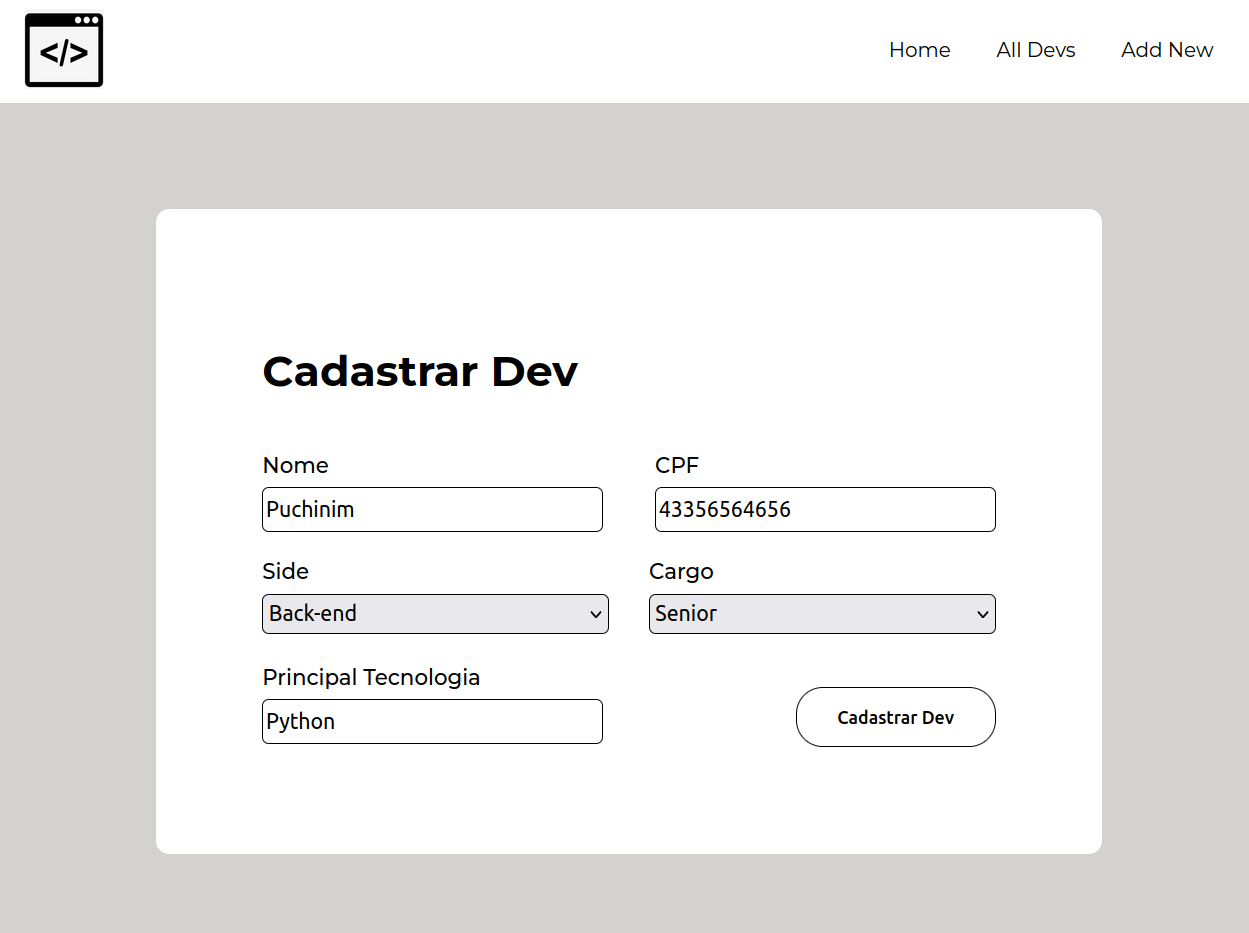 </>
Home All Devs Add New
Cadastrar Dev
Nome CPF
Puchinim 43356564656
Side Cargo
Back-end Senior
Principal Tecnologia
Python Cadastrar Dev